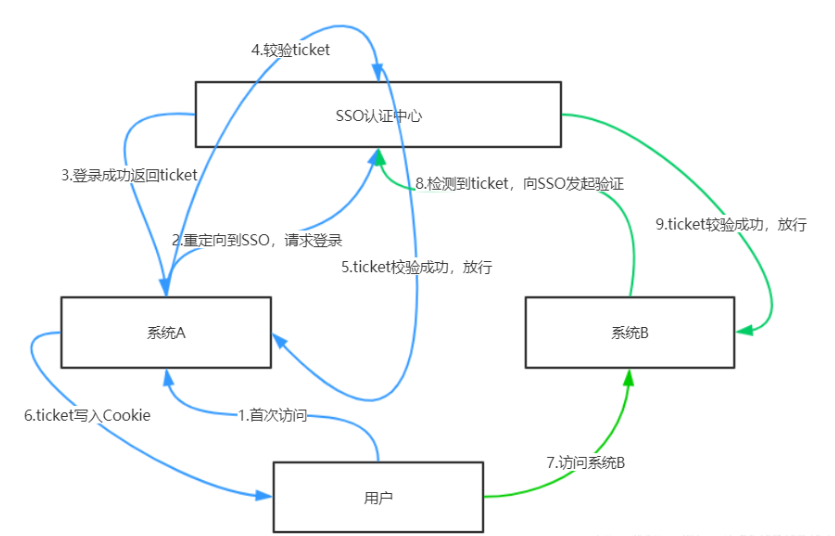 4.较验ticket
SSO认证中心
3.登录成功返回ticket
8.检测到ticket，向SSO发起验证
2.重定向到SSO，请求登录
9.ticket较验成功，放行
5.ticket校验成功，放行
系统A
系统B
6.ticket写入Cookie
1.首次访问
7.访问系统B
用户